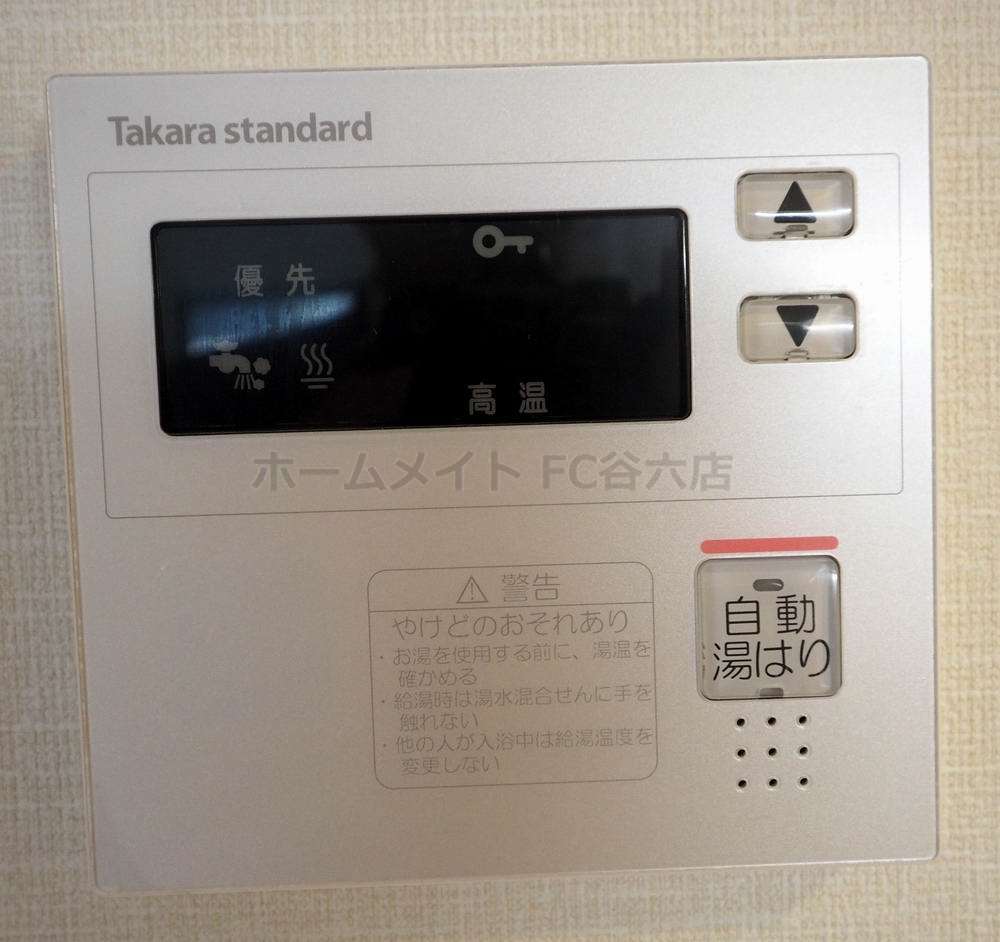 Takara standard
優先
高温
ホームメイト FC谷六店
⚠ 警告
やけどのおそれあり
・お湯を使用する前に、湯温を
確かめる
・給湯時は湯水混合せんに手を
触れない
・他の人が入浴中は給湯温度を
変更しない
自動
湯はり